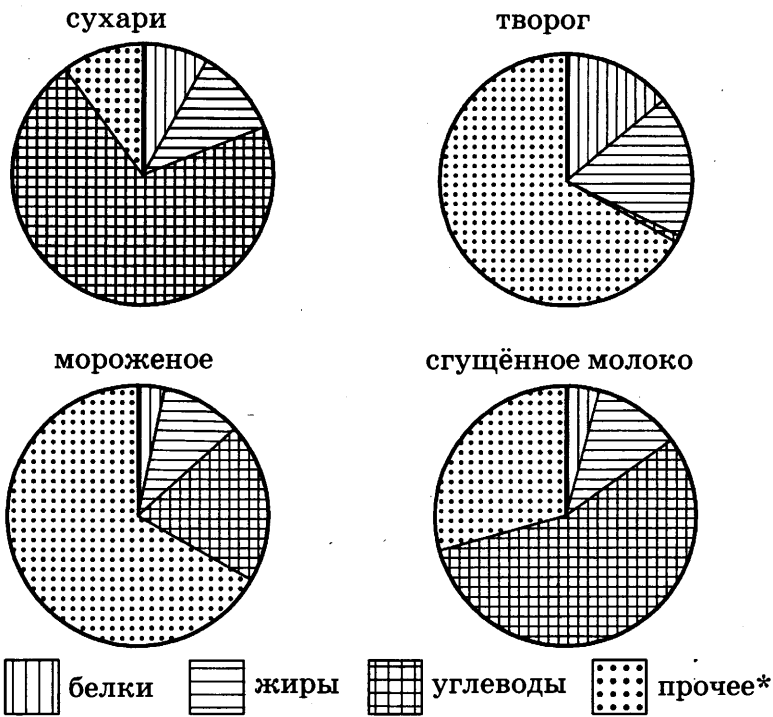 сухари
творог
мороженое
сгущённое молоко
белки
жиры
углеводы
прочее*